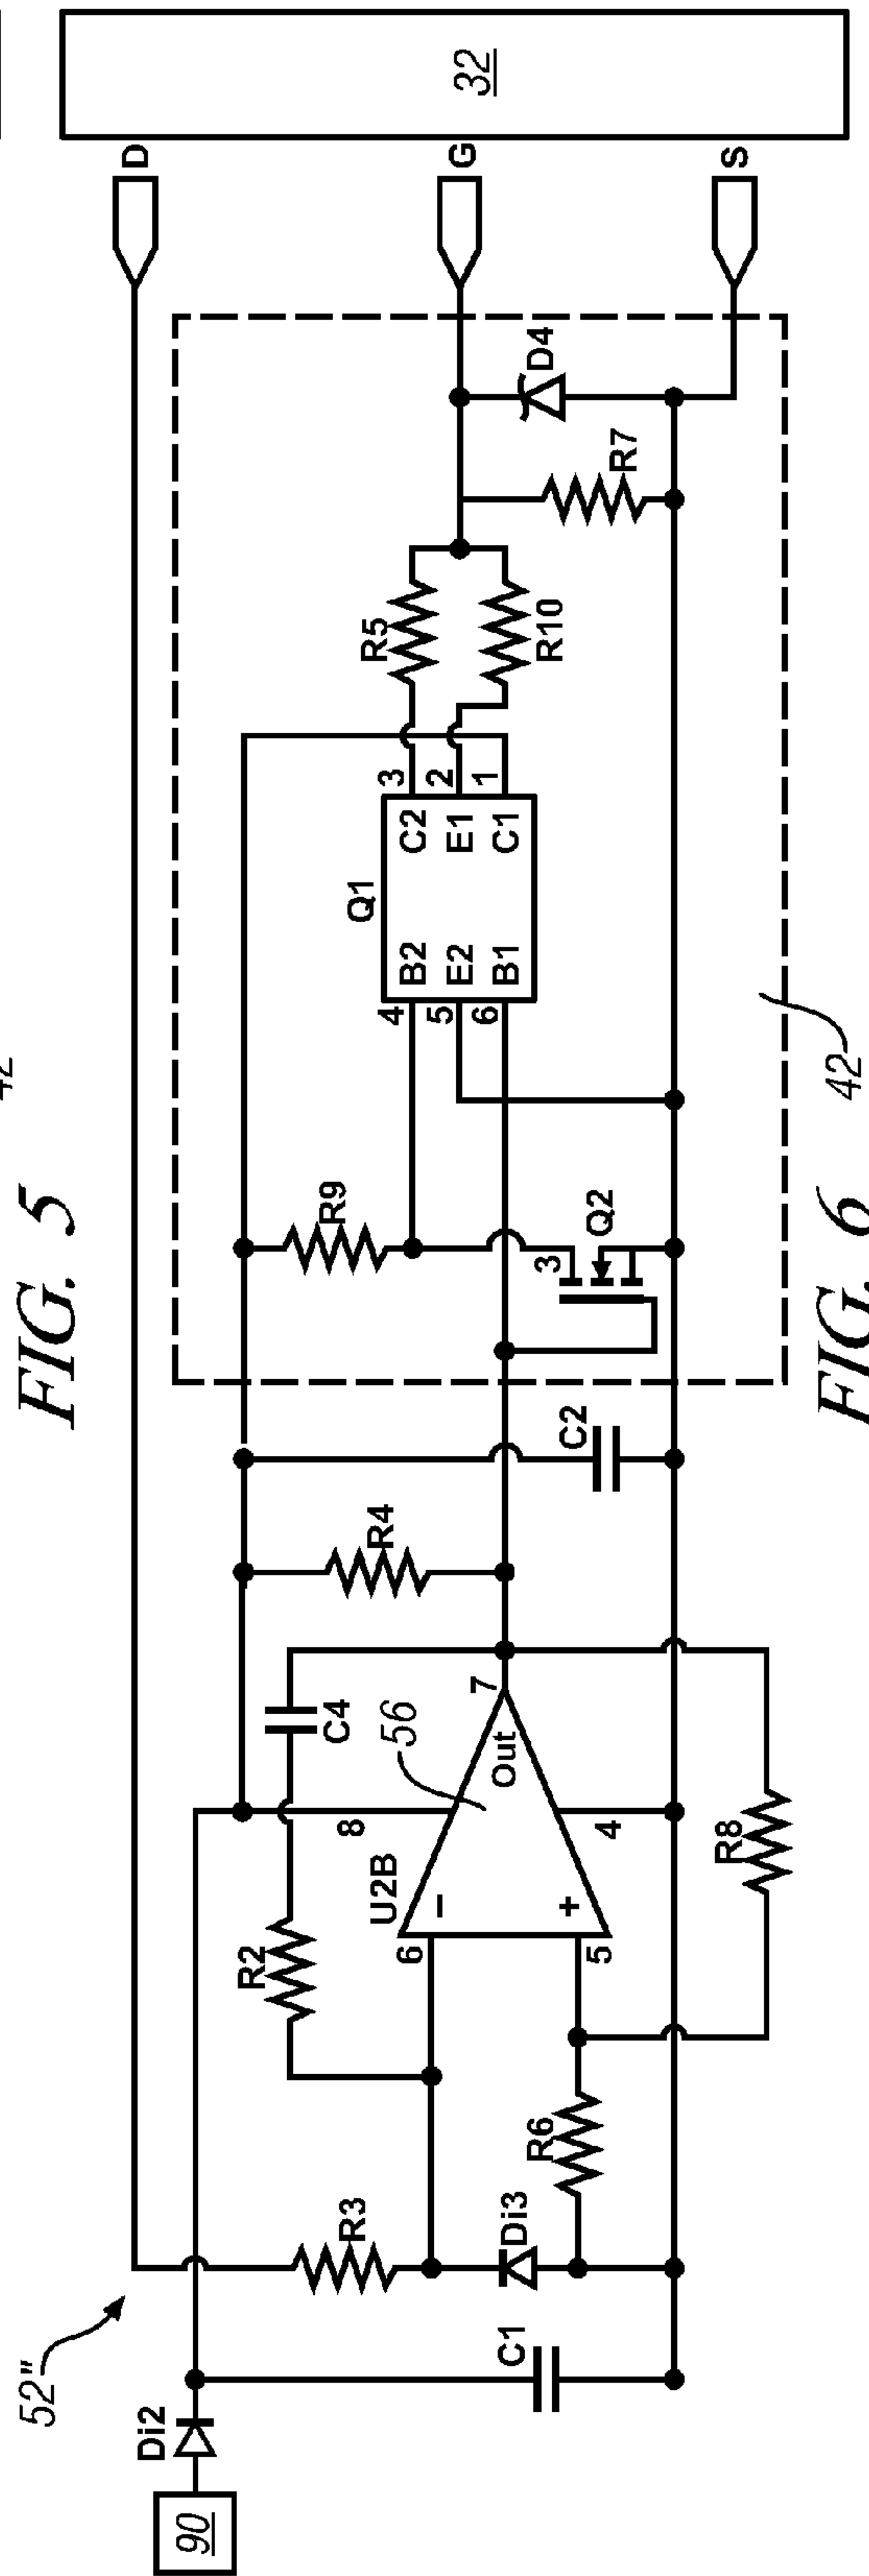 FIG. 5
42
52"
90
Di2
C1
R3
Di3
R6
R2
C4
U2B
6
5
8
4
7
+
−
Out
56
R8
R4
C2
R9
3
Q2
Q1
4 B2 C2 3
5 E2 E1 2
6 B1 C1 1
R5
R10
R7
D4
D
G
S
32
42
FIG. 6